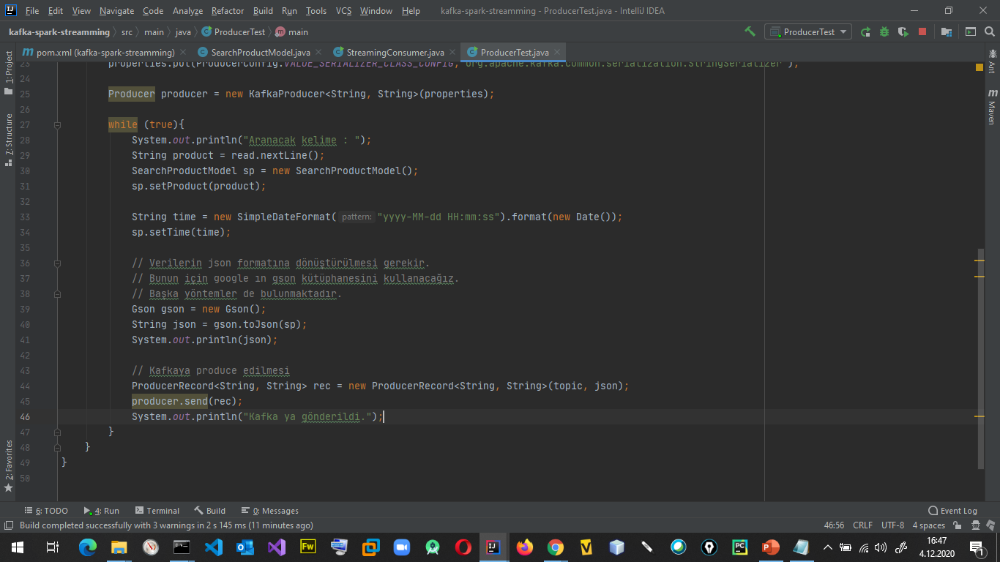 File Edit View Navigate Code Analyze Refactor Build Run Tools VCS Window Help kafka-spark-streamming - ProducerTest.java - IntelliJ IDEA
kafka-spark-streamming src main java ProducerTest main ProducerTest
pom.xml (kafka-spark-streamming) SearchProductModel.java StreamingConsumer.java ProducerTest.java
1: Project
7: Structure
2: Favorites
Ant
Maven
23 properties.put(ProducerConfig.VALUE_SERIALIZER_CLASS_CONFIG, "org.apache.kafka.common.serialization.StringSerializer");
24
25 Producer producer = new KafkaProducer<String, String>(properties);
26
27 while (true){
28 System.out.println("Aranacak kelime : ");
29 String product = read.nextLine();
30 SearchProductModel sp = new SearchProductModel();
31 sp.setProduct(product);
32
33 String time = new SimpleDateFormat( pattern: "yyyy-MM-dd HH:mm:ss").format(new Date());
34 sp.setTime(time);
35
36 // Verilerin json formatına dönüştürülmesi gerekir.
37 // Bunun için google ın gson kütüphanesini kullanacağız.
38 // Başka yöntemler de bulunmaktadır.
39 Gson gson = new Gson();
40 String json = gson.toJson(sp);
41 System.out.println(json);
42
43 // Kafkaya produce edilmesi
44 ProducerRecord<String, String> rec = new ProducerRecord<String, String>(topic, json);
45 producer.send(rec);
46 System.out.println("Kafka ya gönderildi.");
47 }
48 }
49 }
50
6: TODO 4: Run Terminal Build 0: Messages Event Log
Build completed successfully with 3 warnings in 2 s 145 ms (11 minutes ago) 46:56 CRLF UTF-8 4 spaces
Fw
PC
16:47
4.12.2020
1